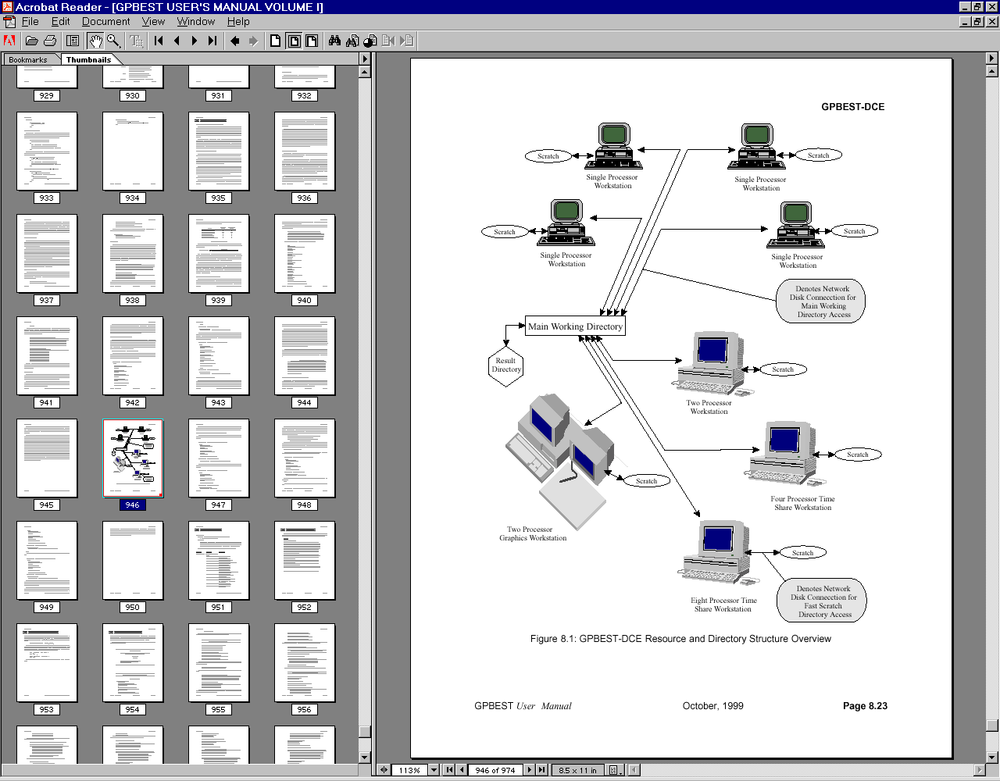 Acrobat Reader - [GPBEST USER'S MANUAL VOLUME I]
File Edit Document View Window Help
Bookmarks Thumbnails
929 930 931 932
933 934 935 936
937 938 939 940
941 942 943 944
945 946 947 948
949 950 951 952
953 954 955 956
GPBEST-DCE
Scratch
Single Processor
Workstation
Scratch
Single Processor
Workstation
Scratch
Single Processor
Workstation
Scratch
Single Processor
Workstation
Denotes Network
Disk Connecction for
Main Working
Directory Access
Main Working Directory
Result
Directory
Scratch
Two Processor
Workstation
Scratch
Four Processor Time
Share Workstation
Scratch
Two Processor
Graphics Workstation
Scratch
Eight Processor Time
Share Workstation
Denotes Network
Disk Connecction for
Fast Scratch
Directory Access
Figure 8.1: GPBEST-DCE Resource and Directory Structure Overview
GPBEST User Manual October, 1999 Page 8.23
113% 946 of 974 8.5 x 11 in